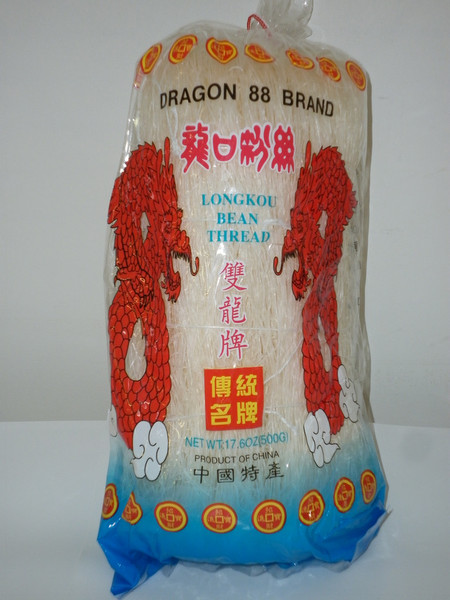 DRAGON 88 BRAND
龍口粉絲
LONGKOU
BEAN
THREAD
雙龍牌
傳統
名牌
NET WT:17.6OZ(500G)
PRODUCT OF CHINA
中國特產